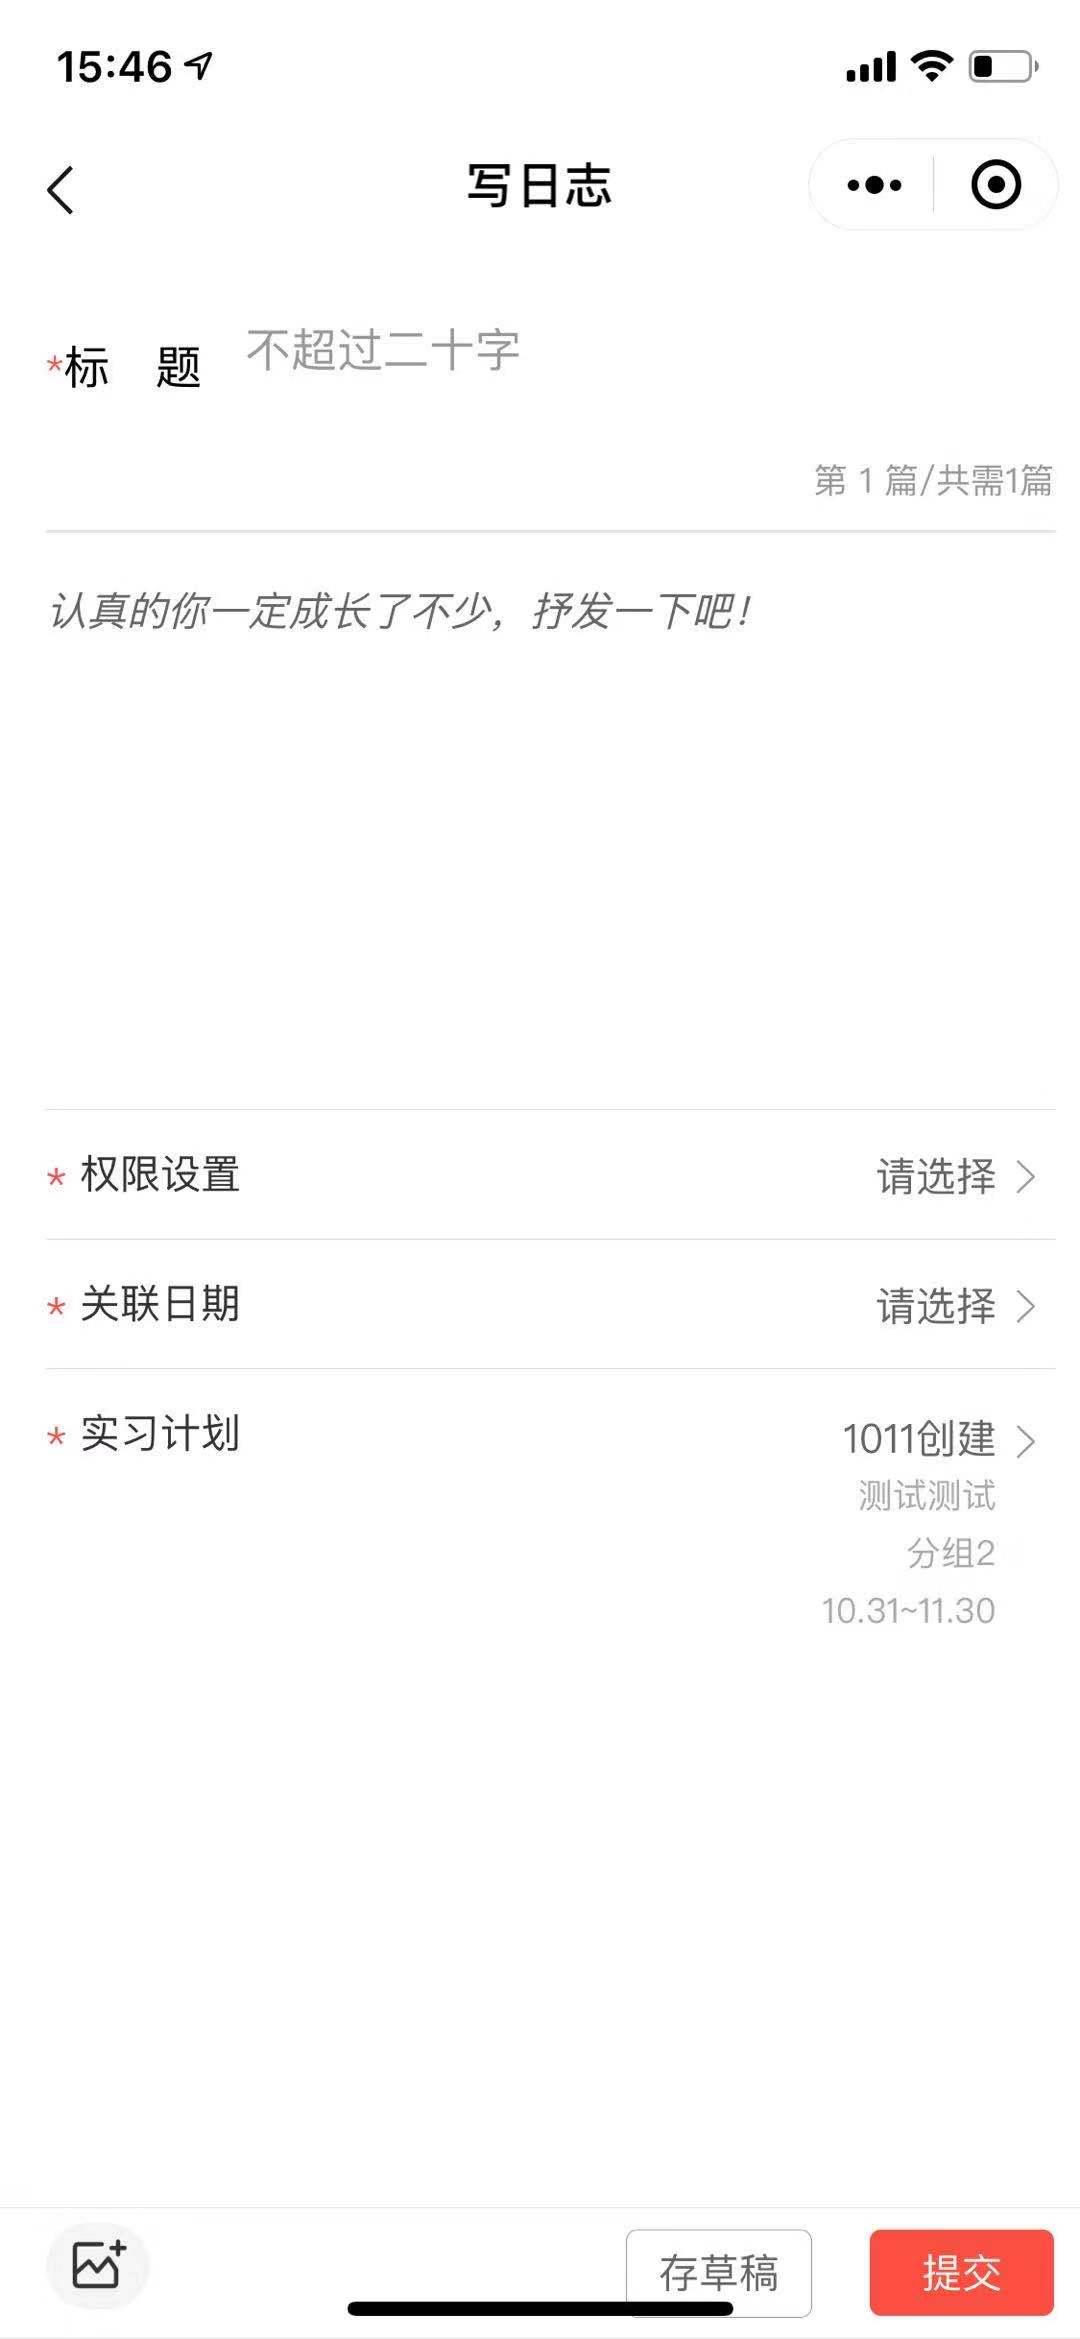 15:46
写日志
*标 题 不超过二十字
第 1 篇/共需1篇
认真的你一定成长了不少，抒发一下吧！
* 权限设置 请选择
* 关联日期 请选择
* 实习计划 1011创建
测试测试
分组2
10.31~11.30
存草稿 提交